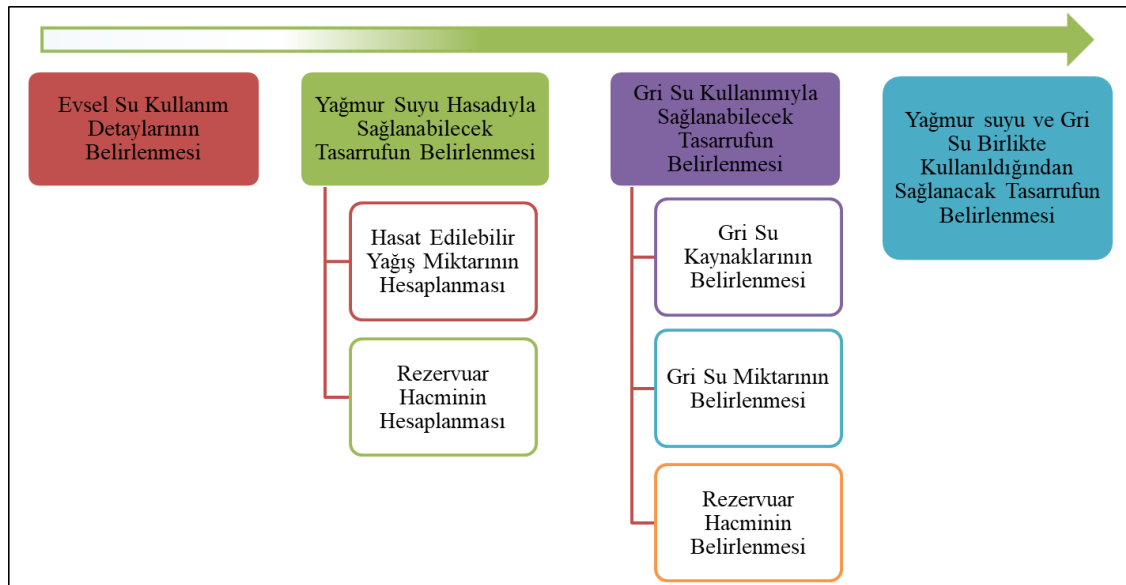 Evsel Su Kullanım
Detaylarının
Belirlenmesi
Yağmur Suyu Hasadıyla
Sağlanabilecek
Tasarrufun Belirlenmesi
Hasat Edilebilir
Yağış Miktarının
Hesaplanması
Rezervuar
Hacminin
Hesaplanması
Gri Su Kullanımıyla
Sağlanabilecek
Tasarrufun
Belirlenmesi
Gri Su
Kaynaklarının
Belirlenmesi
Gri Su Miktarının
Belirlenmesi
Rezervuar
Hacminin
Belirlenmesi
Yağmur suyu ve Gri
Su Birlikte
Kullanıldığından
Sağlanacak Tasarrufun
Belirlenmesi